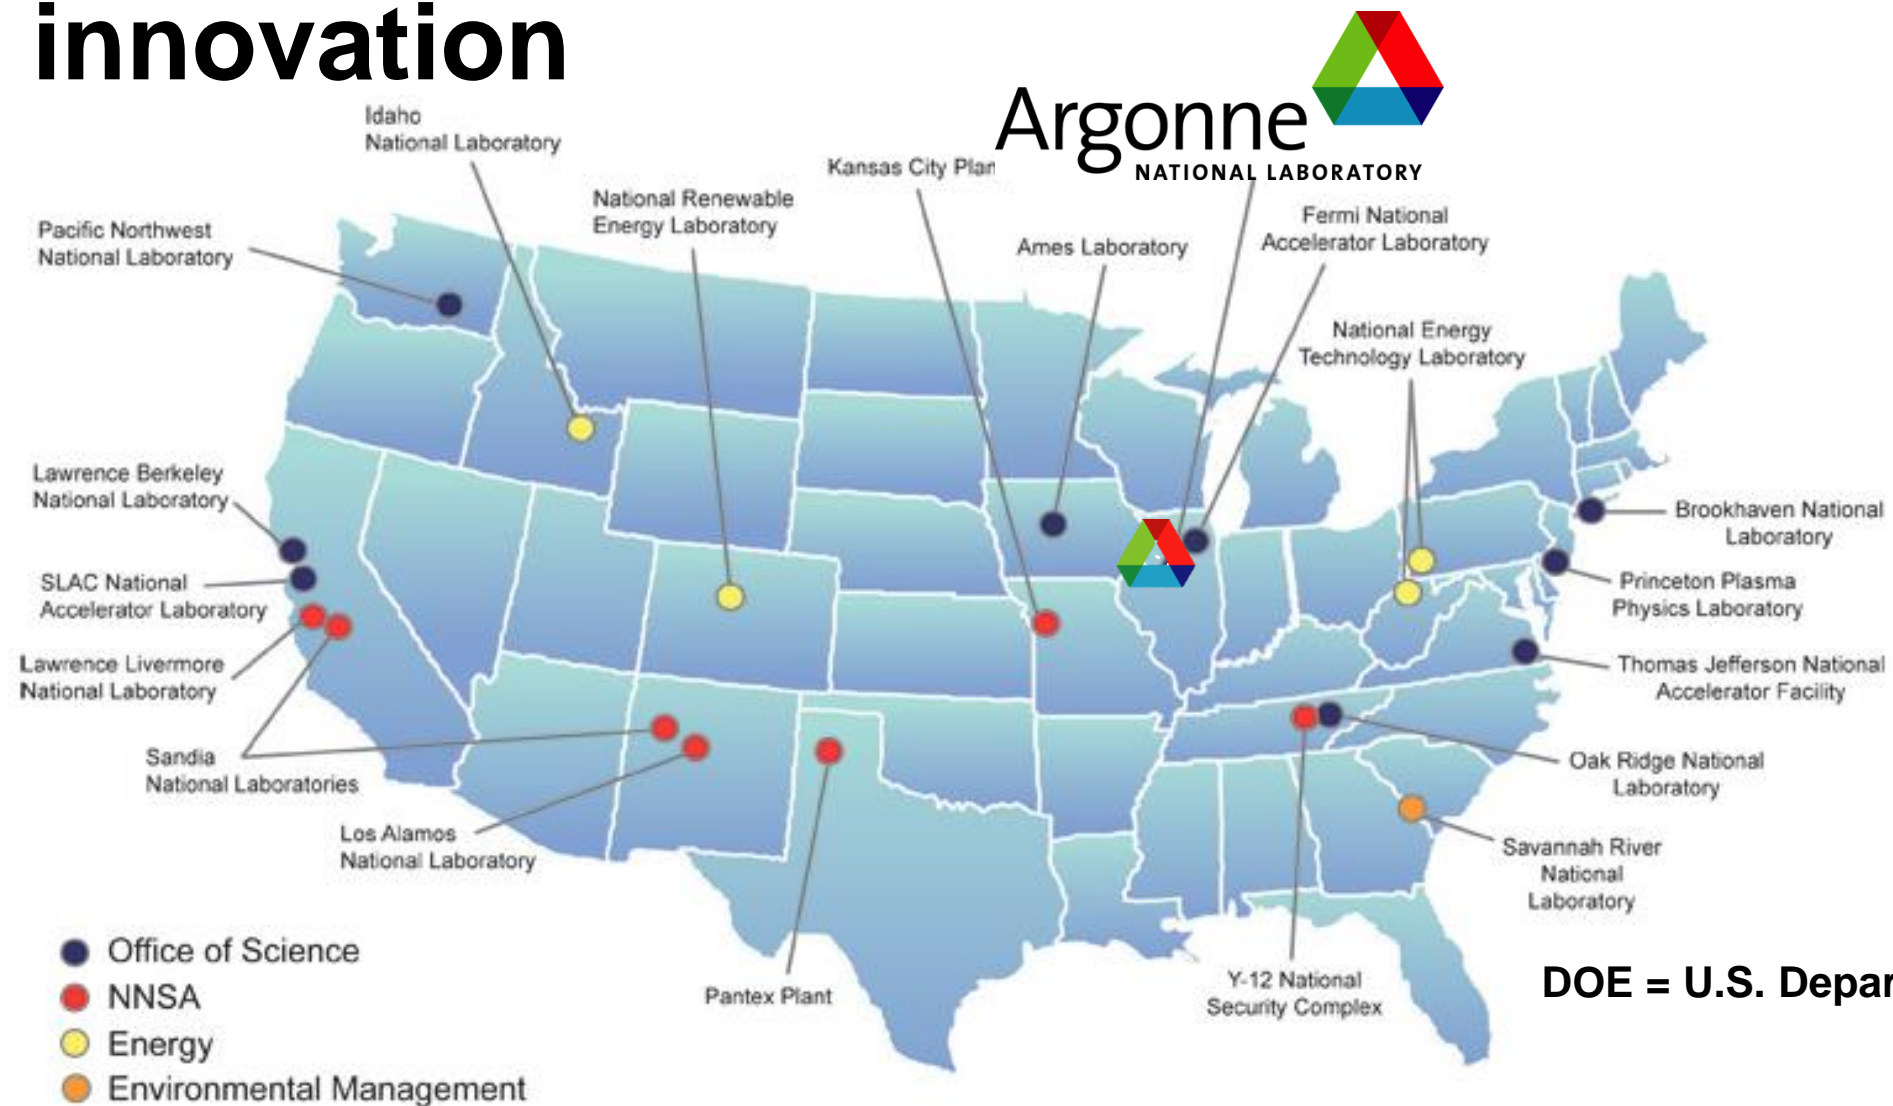 innovation
Idaho
National Laboratory
Argonne
NATIONAL LABORATORY
Kansas City Plan
National Renewable
Energy Laboratory
Pacific Northwest
National Laboratory
Ames Laboratory
Fermi National
Accelerator Laboratory
National Energy
Technology Laboratory
Lawrence Berkeley
National Laboratory
SLAC National
Accelerator Laboratory
Lawrence Livermore
National Laboratory
Sandia
National Laboratories
Los Alamos
National Laboratory
Brookhaven National
Laboratory
Princeton Plasma
Physics Laboratory
Thomas Jefferson National
Accelerator Facility
Oak Ridge National
Laboratory
Savannah River
National
Laboratory
Pantex Plant
Y-12 National
Security Complex
DOE = U.S. Depar
Office of Science
NNSA
Energy
Environmental Management